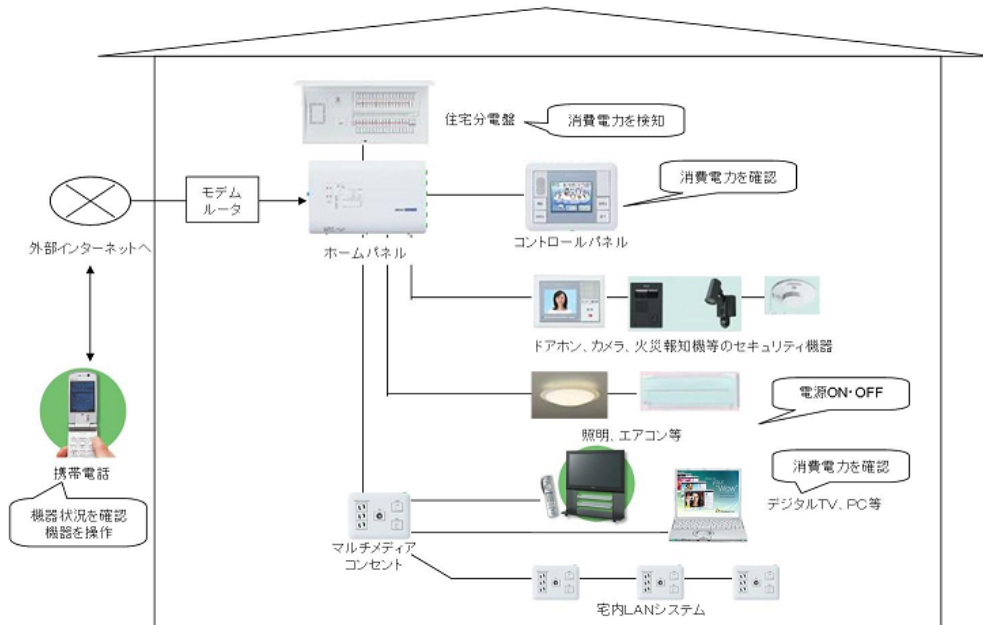 住宅分電盤
消費電力を検知
モデム
ルータ
消費電力を確認
外部インターネットへ
ホームパネル
コントロールパネル
ドアホン、カメラ、火災報知機等のセキュリティ機器
電源ON・OFF
照明、エアコン等
携帯電話
消費電力を確認
デジタルTV、PC等
機器状況を確認
機器を操作
マルチメディア
コンセント
宅内LANシステム